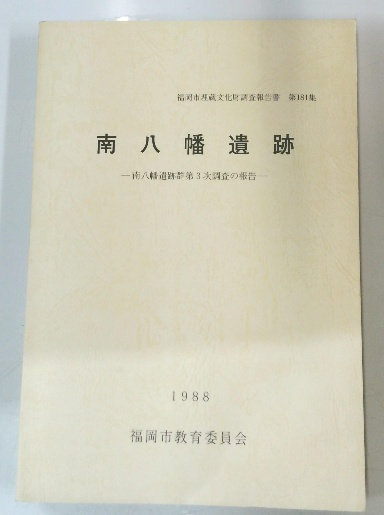 福岡市埋蔵文化財調査報告書 第181集
南八幡遺跡
—南八幡遺跡群第3次調査の報告—
1988
福岡市教育委員会